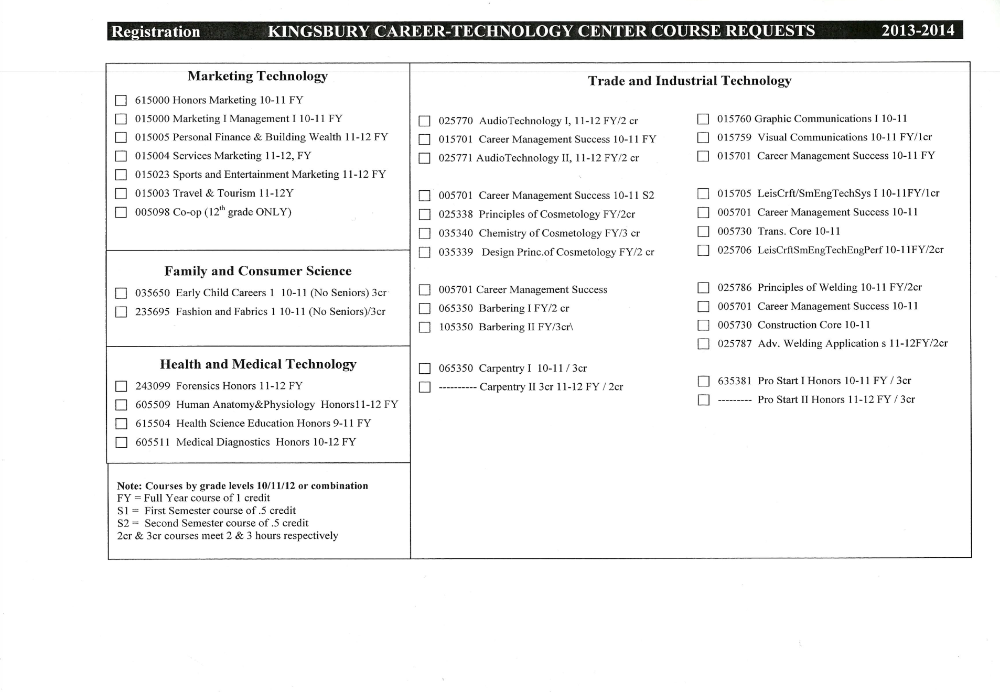 Registration KINGSBURY CAREER-TECHNOLOGY CENTER COURSE REQUESTS 2013-2014
Marketing Technology
615000 Honors Marketing 10-11 FY
015000 Marketing I Management I 10-11 FY
015005 Personal Finance & Building Wealth 11-12 FY
015004 Services Marketing 11-12, FY
015023 Sports and Entertainment Marketing 11-12 FY
015003 Travel & Tourism 11-12Y
005098 Co-op (12th grade ONLY)
Family and Consumer Science
035650 Early Child Careers 1 10-11 (No Seniors) 3cr
235695 Fashion and Fabrics 1 10-11 (No Seniors)/3cr
Health and Medical Technology
243099 Forensics Honors 11-12 FY
605509 Human Anatomy&Physiology Honors11-12 FY
615504 Health Science Education Honors 9-11 FY
605511 Medical Diagnostics Honors 10-12 FY
Note: Courses by grade levels 10/11/12 or combination
FY = Full Year course of 1 credit
S1 = First Semester course of .5 credit
S2 = Second Semester course of .5 credit
2cr & 3cr courses meet 2 & 3 hours respectively
Trade and Industrial Technology
025770 AudioTechnology I, 11-12 FY/2 cr
015701 Career Management Success 10-11 FY
025771 AudioTechnology II, 11-12 FY/2 cr
005701 Career Management Success 10-11 S2
025338 Principles of Cosmetology FY/2cr
035340 Chemistry of Cosmetology FY/3 cr
035339 Design Princ.of Cosmetology FY/2 cr
005701 Career Management Success
065350 Barbering I FY/2 cr
105350 Barbering II FY/3cr\
065350 Carpentry I 10-11 / 3cr
---------- Carpentry II 3cr 11-12 FY / 2cr
015760 Graphic Communications I 10-11
015759 Visual Communications 10-11 FY/1cr
015701 Career Management Success 10-11 FY
015705 LeisCrft/SmEngTechSys I 10-11FY/1cr
005701 Career Management Success 10-11
005730 Trans. Core 10-11
025706 LeisCrftSmEngTechEngPerf 10-11FY/2cr
025786 Principles of Welding 10-11 FY/2cr
005701 Career Management Success 10-11
005730 Construction Core 10-11
025787 Adv. Welding Application s 11-12FY/2cr
635381 Pro Start I Honors 10-11 FY / 3cr
--------- Pro Start II Honors 11-12 FY / 3cr